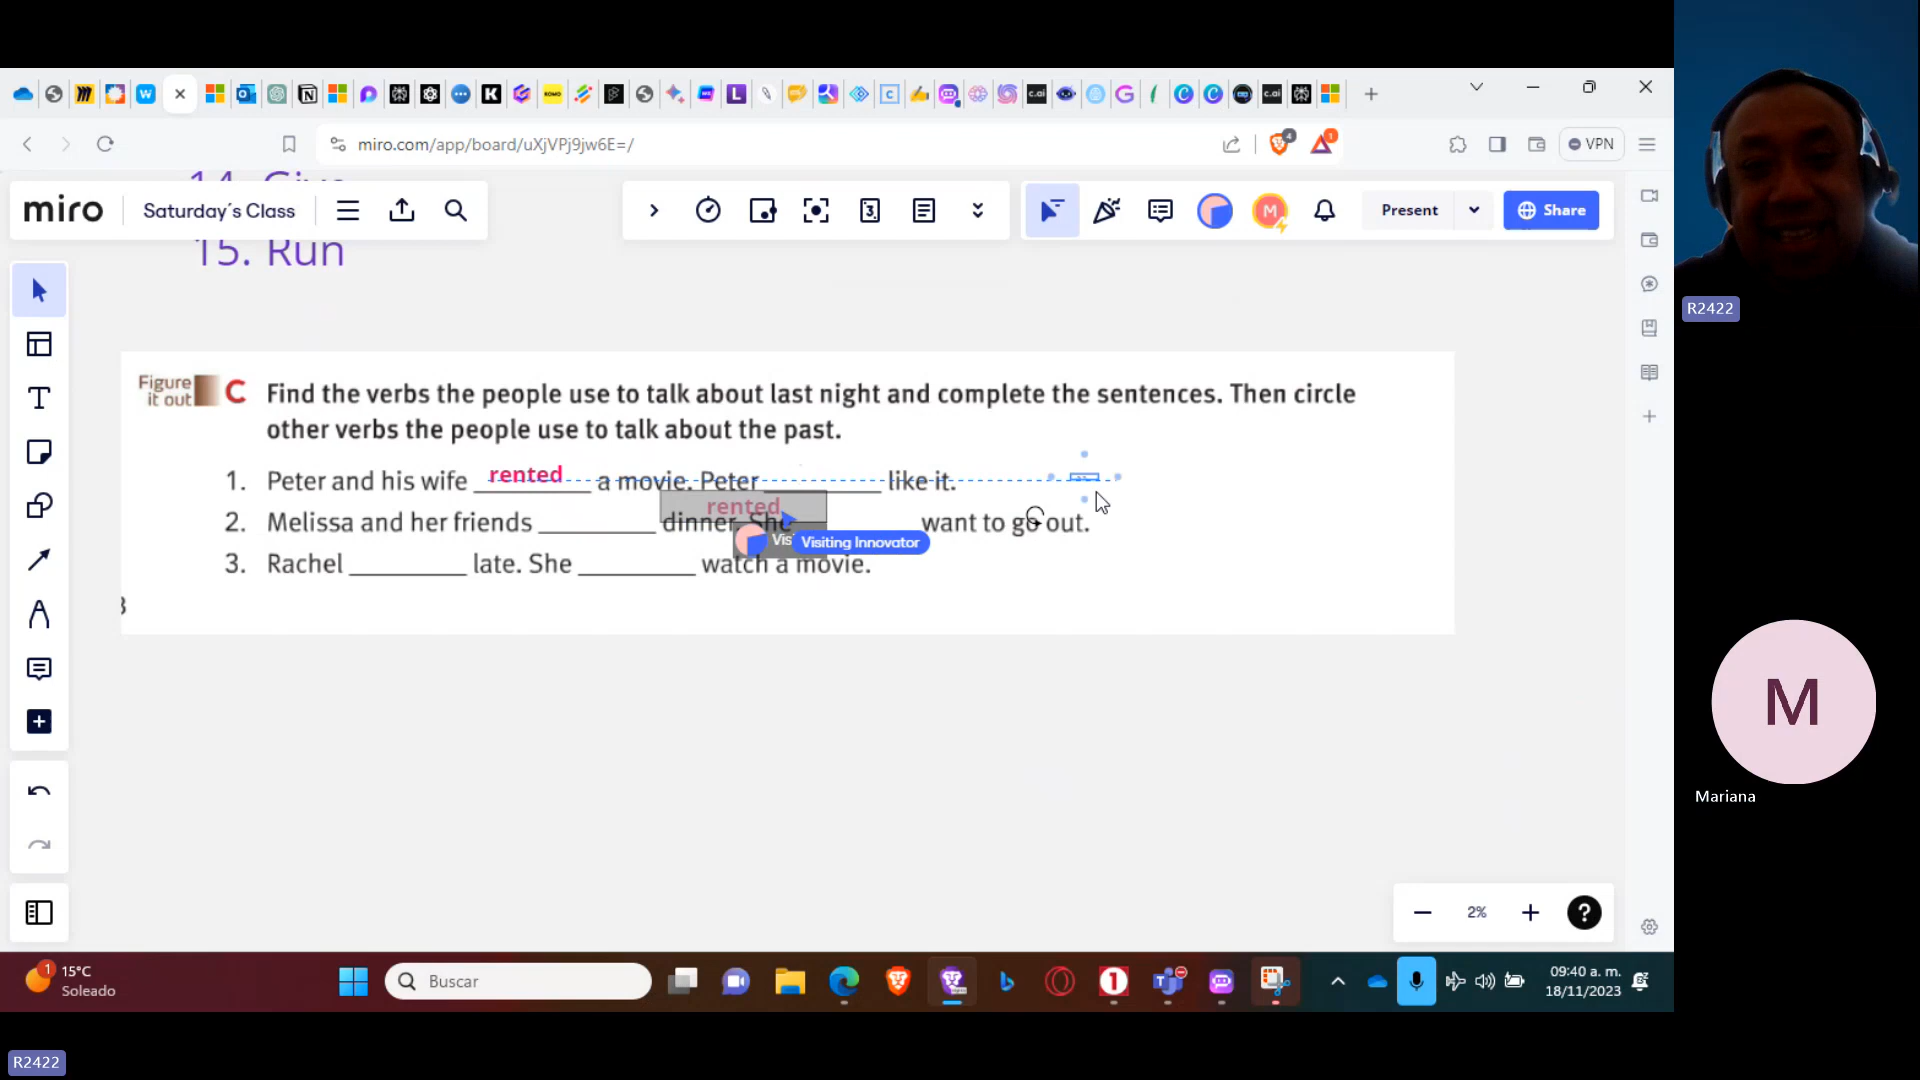 miro.com/app/board/uXjVPj9jw6E=/
VPN
miro
Saturday´s Class
Present
Share
15. Run
Figure it out
C Find the verbs the people use to talk about last night and complete the sentences. Then circle
other verbs the people use to talk about the past.
1. Peter and his wife rented a movie. Peter _________ like it.
rented
2. Melissa and her friends _________ dinner. She want to go out.
Visiting Innovator
3. Rachel _________ late. She _________ watch a movie.
2%
15°C
Soleado
Buscar
09:40 a. m.
18/11/2023
R2422
M
Mariana
R2422